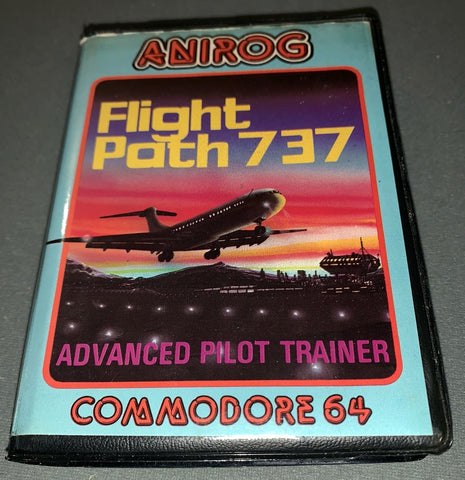 ANIROG
Flight
Path 737
ADVANCED PILOT TRAINER
COMMODORE 64